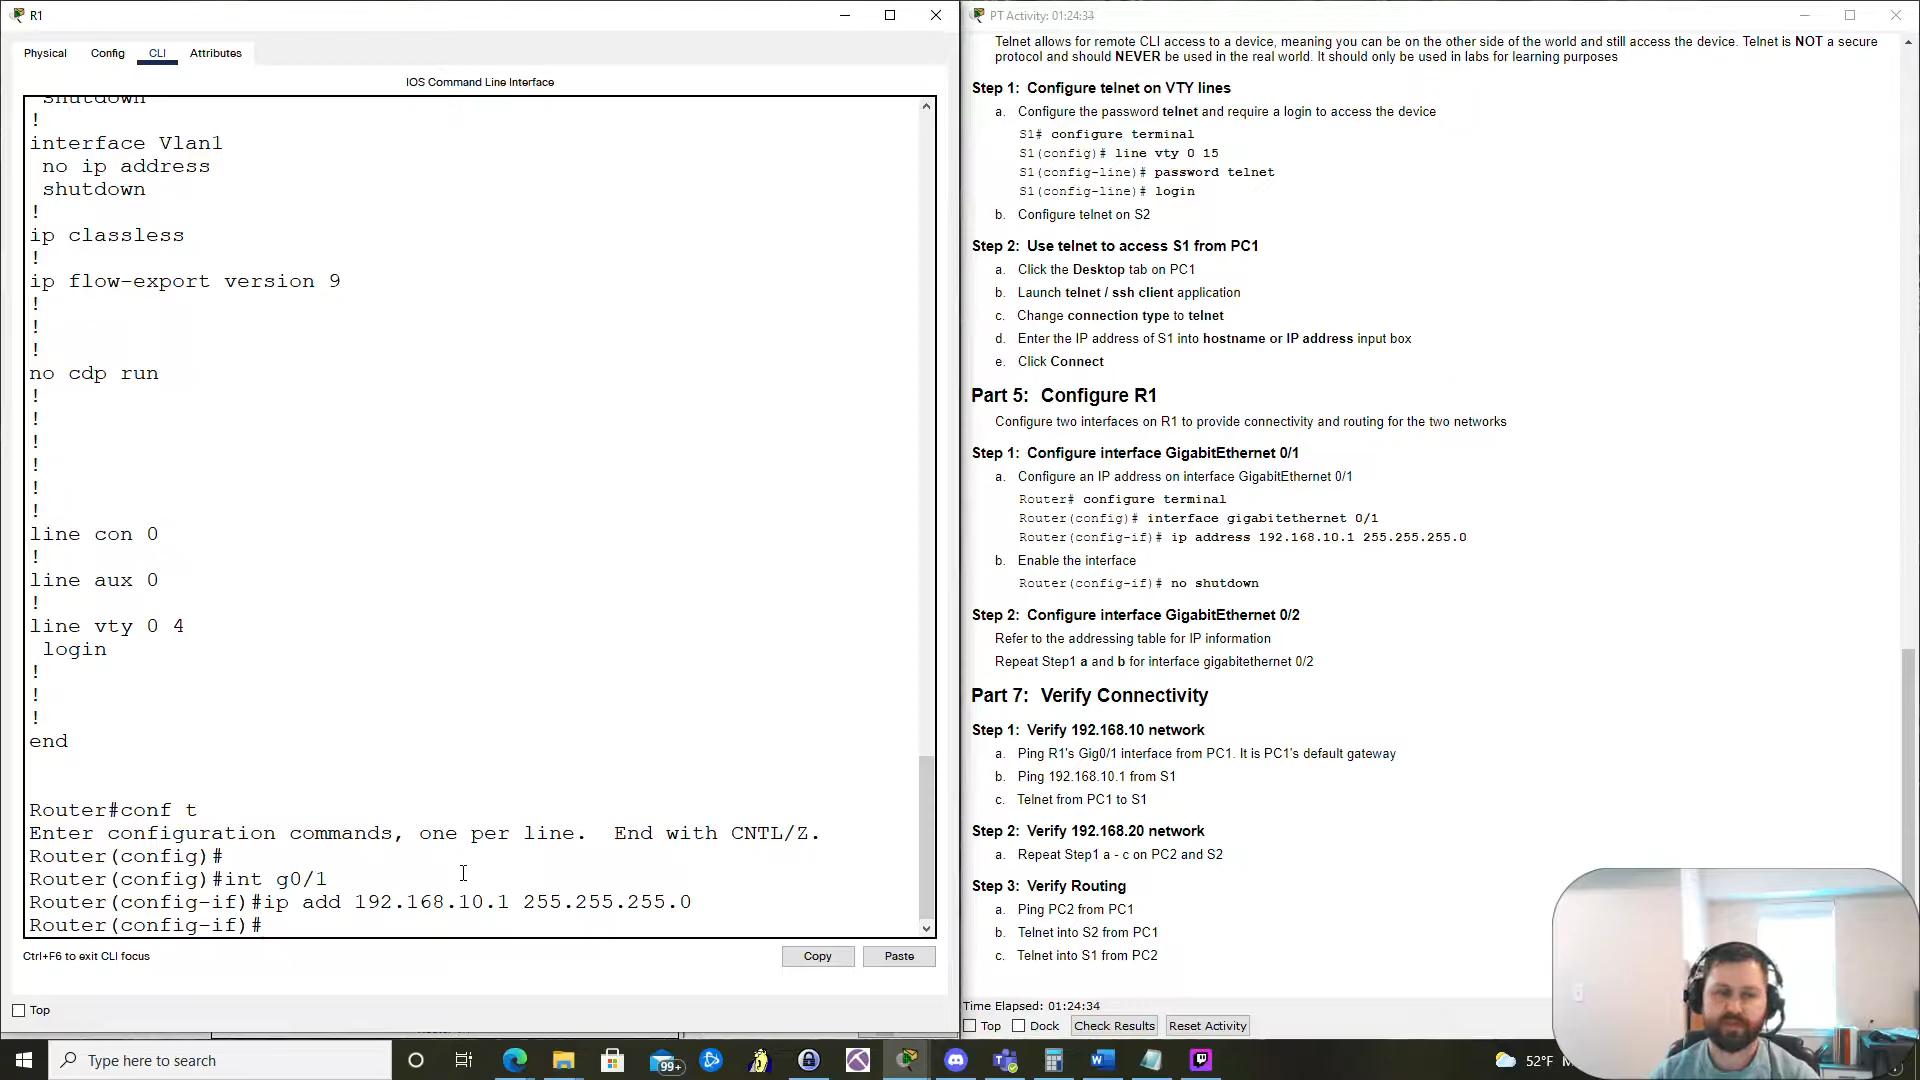 R1
Physical
Config
CLI
Attributes
IOS Command Line Interface
shutdown
!
interface Vlan1
no ip address
shutdown
!
ip classless
!
ip flow-export version 9
!
!
!
no cdp run
!
!
!
!
!
!
line con 0
!
line aux 0
!
line vty 0 4
login
!
!
!
end
Router#conf t
Enter configuration commands, one per line. End with CNTL/Z.
Router(config)#
Router(config)#int g0/1
Router(config-if)#ip add 192.168.10.1 255.255.255.0
Router(config-if)#
Ctrl+F6 to exit CLI focus
Copy
Paste
Top
PT Activity: 01:24:34
Telnet allows for remote CLI access to a device, meaning you can be on the other side of the world and still access the device. Telnet is NOT a secure
protocol and should NEVER be used in the real world. It should only be used in labs for learning purposes
Step 1: Configure telnet on VTY lines
a. Configure the password telnet and require a login to access the device
S1# configure terminal
S1(config)# line vty 0 15
S1(config-line)# password telnet
S1(config-line)# login
b. Configure telnet on S2
Step 2: Use telnet to access S1 from PC1
a. Click the Desktop tab on PC1
b. Launch telnet / ssh client application
c. Change connection type to telnet
d. Enter the IP address of S1 into hostname or IP address input box
e. Click Connect
Part 5: Configure R1
Configure two interfaces on R1 to provide connectivity and routing for the two networks
Step 1: Configure interface GigabitEthernet 0/1
a. Configure an IP address on interface GigabitEthernet 0/1
Router# configure terminal
Router(config)# interface gigabitethernet 0/1
Router(config-if)# ip address 192.168.10.1 255.255.255.0
b. Enable the interface
Router(config-if)# no shutdown
Step 2: Configure interface GigabitEthernet 0/2
Refer to the addressing table for IP information
Repeat Step1 a and b for interface gigabitethernet 0/2
Part 7: Verify Connectivity
Step 1: Verify 192.168.10 network
a. Ping R1's Gig0/1 interface from PC1. It is PC1's default gateway
b. Ping 192.168.10.1 from S1
c. Telnet from PC1 to S1
Step 2: Verify 192.168.20 network
a. Repeat Step1 a - c on PC2 and S2
Step 3: Verify Routing
a. Ping PC2 from PC1
b. Telnet into S2 from PC1
c. Telnet into S1 from PC2
Time Elapsed: 01:24:34
Top
Dock
Check Results
Reset Activity
Type here to search
99+
52°F